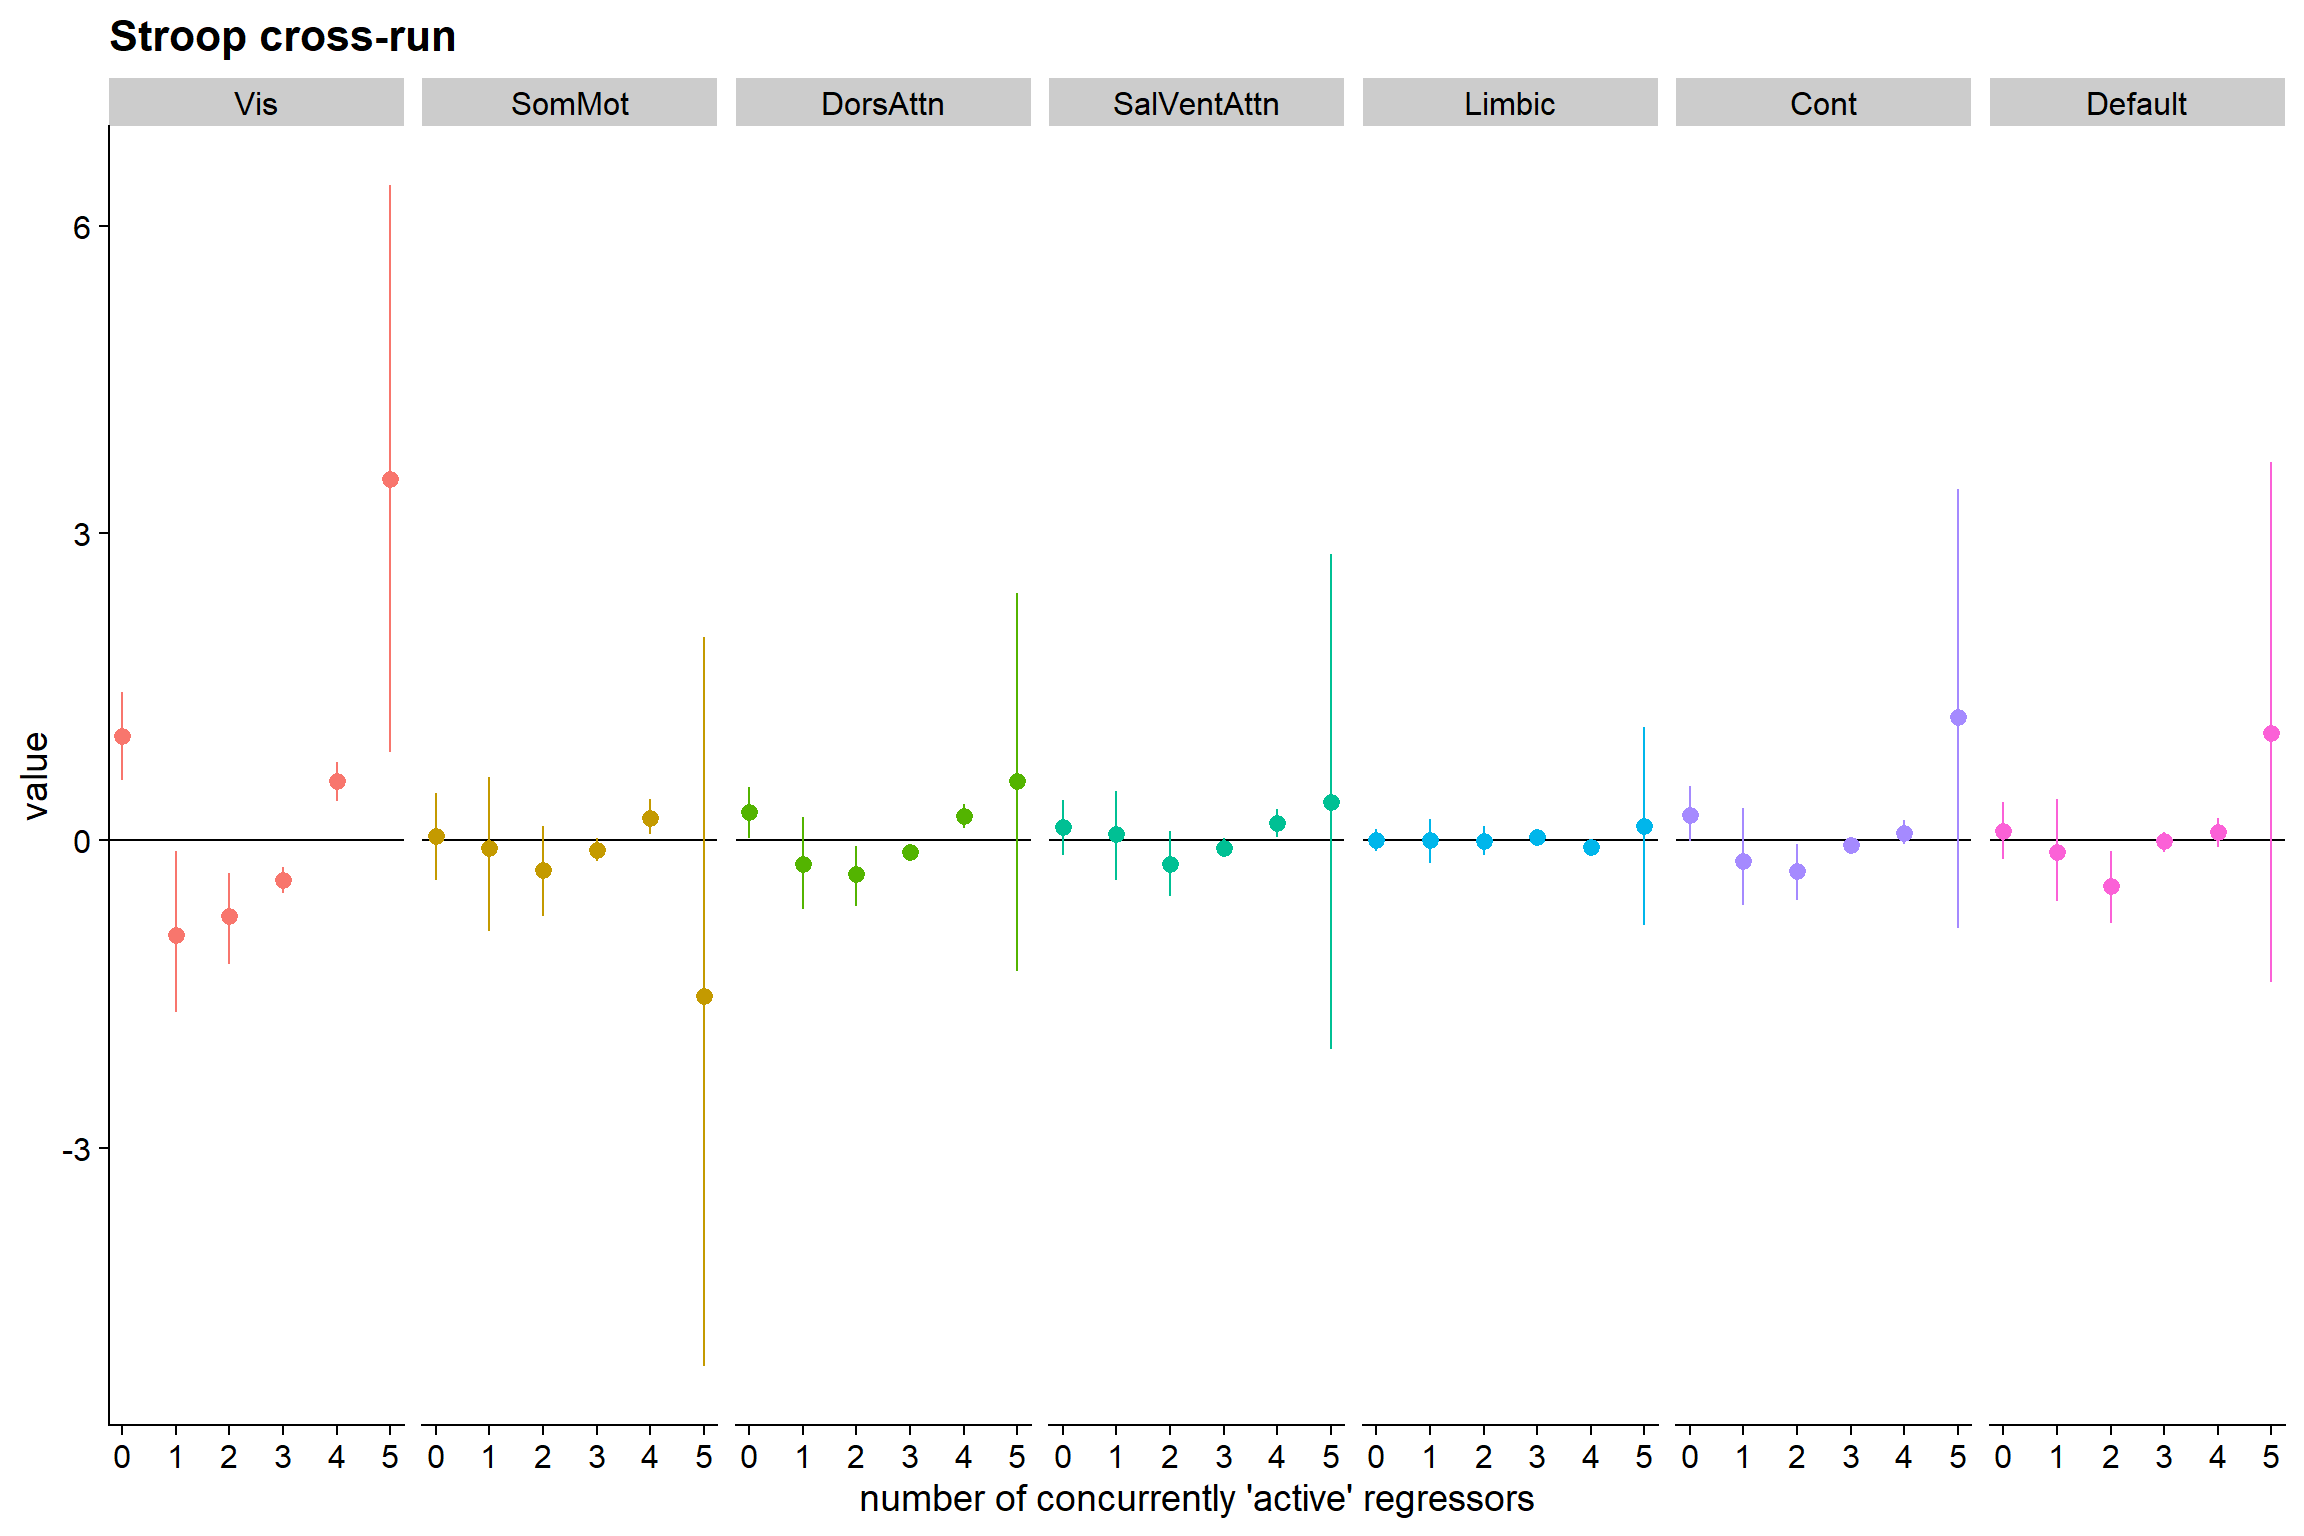 Stroop cross-run
Vis SomMot DorsAttn SalVentAttn Limbic Cont Default
6
3
0
-3
value
0 1 2 3 4 5 0 1 2 3 4 5 0 1 2 3 4 5 0 1 2 3 4 5 0 1 2 3 4 5 0 1 2 3 4 5 0 1 2 3 4 5
number of concurrently 'active' regressors